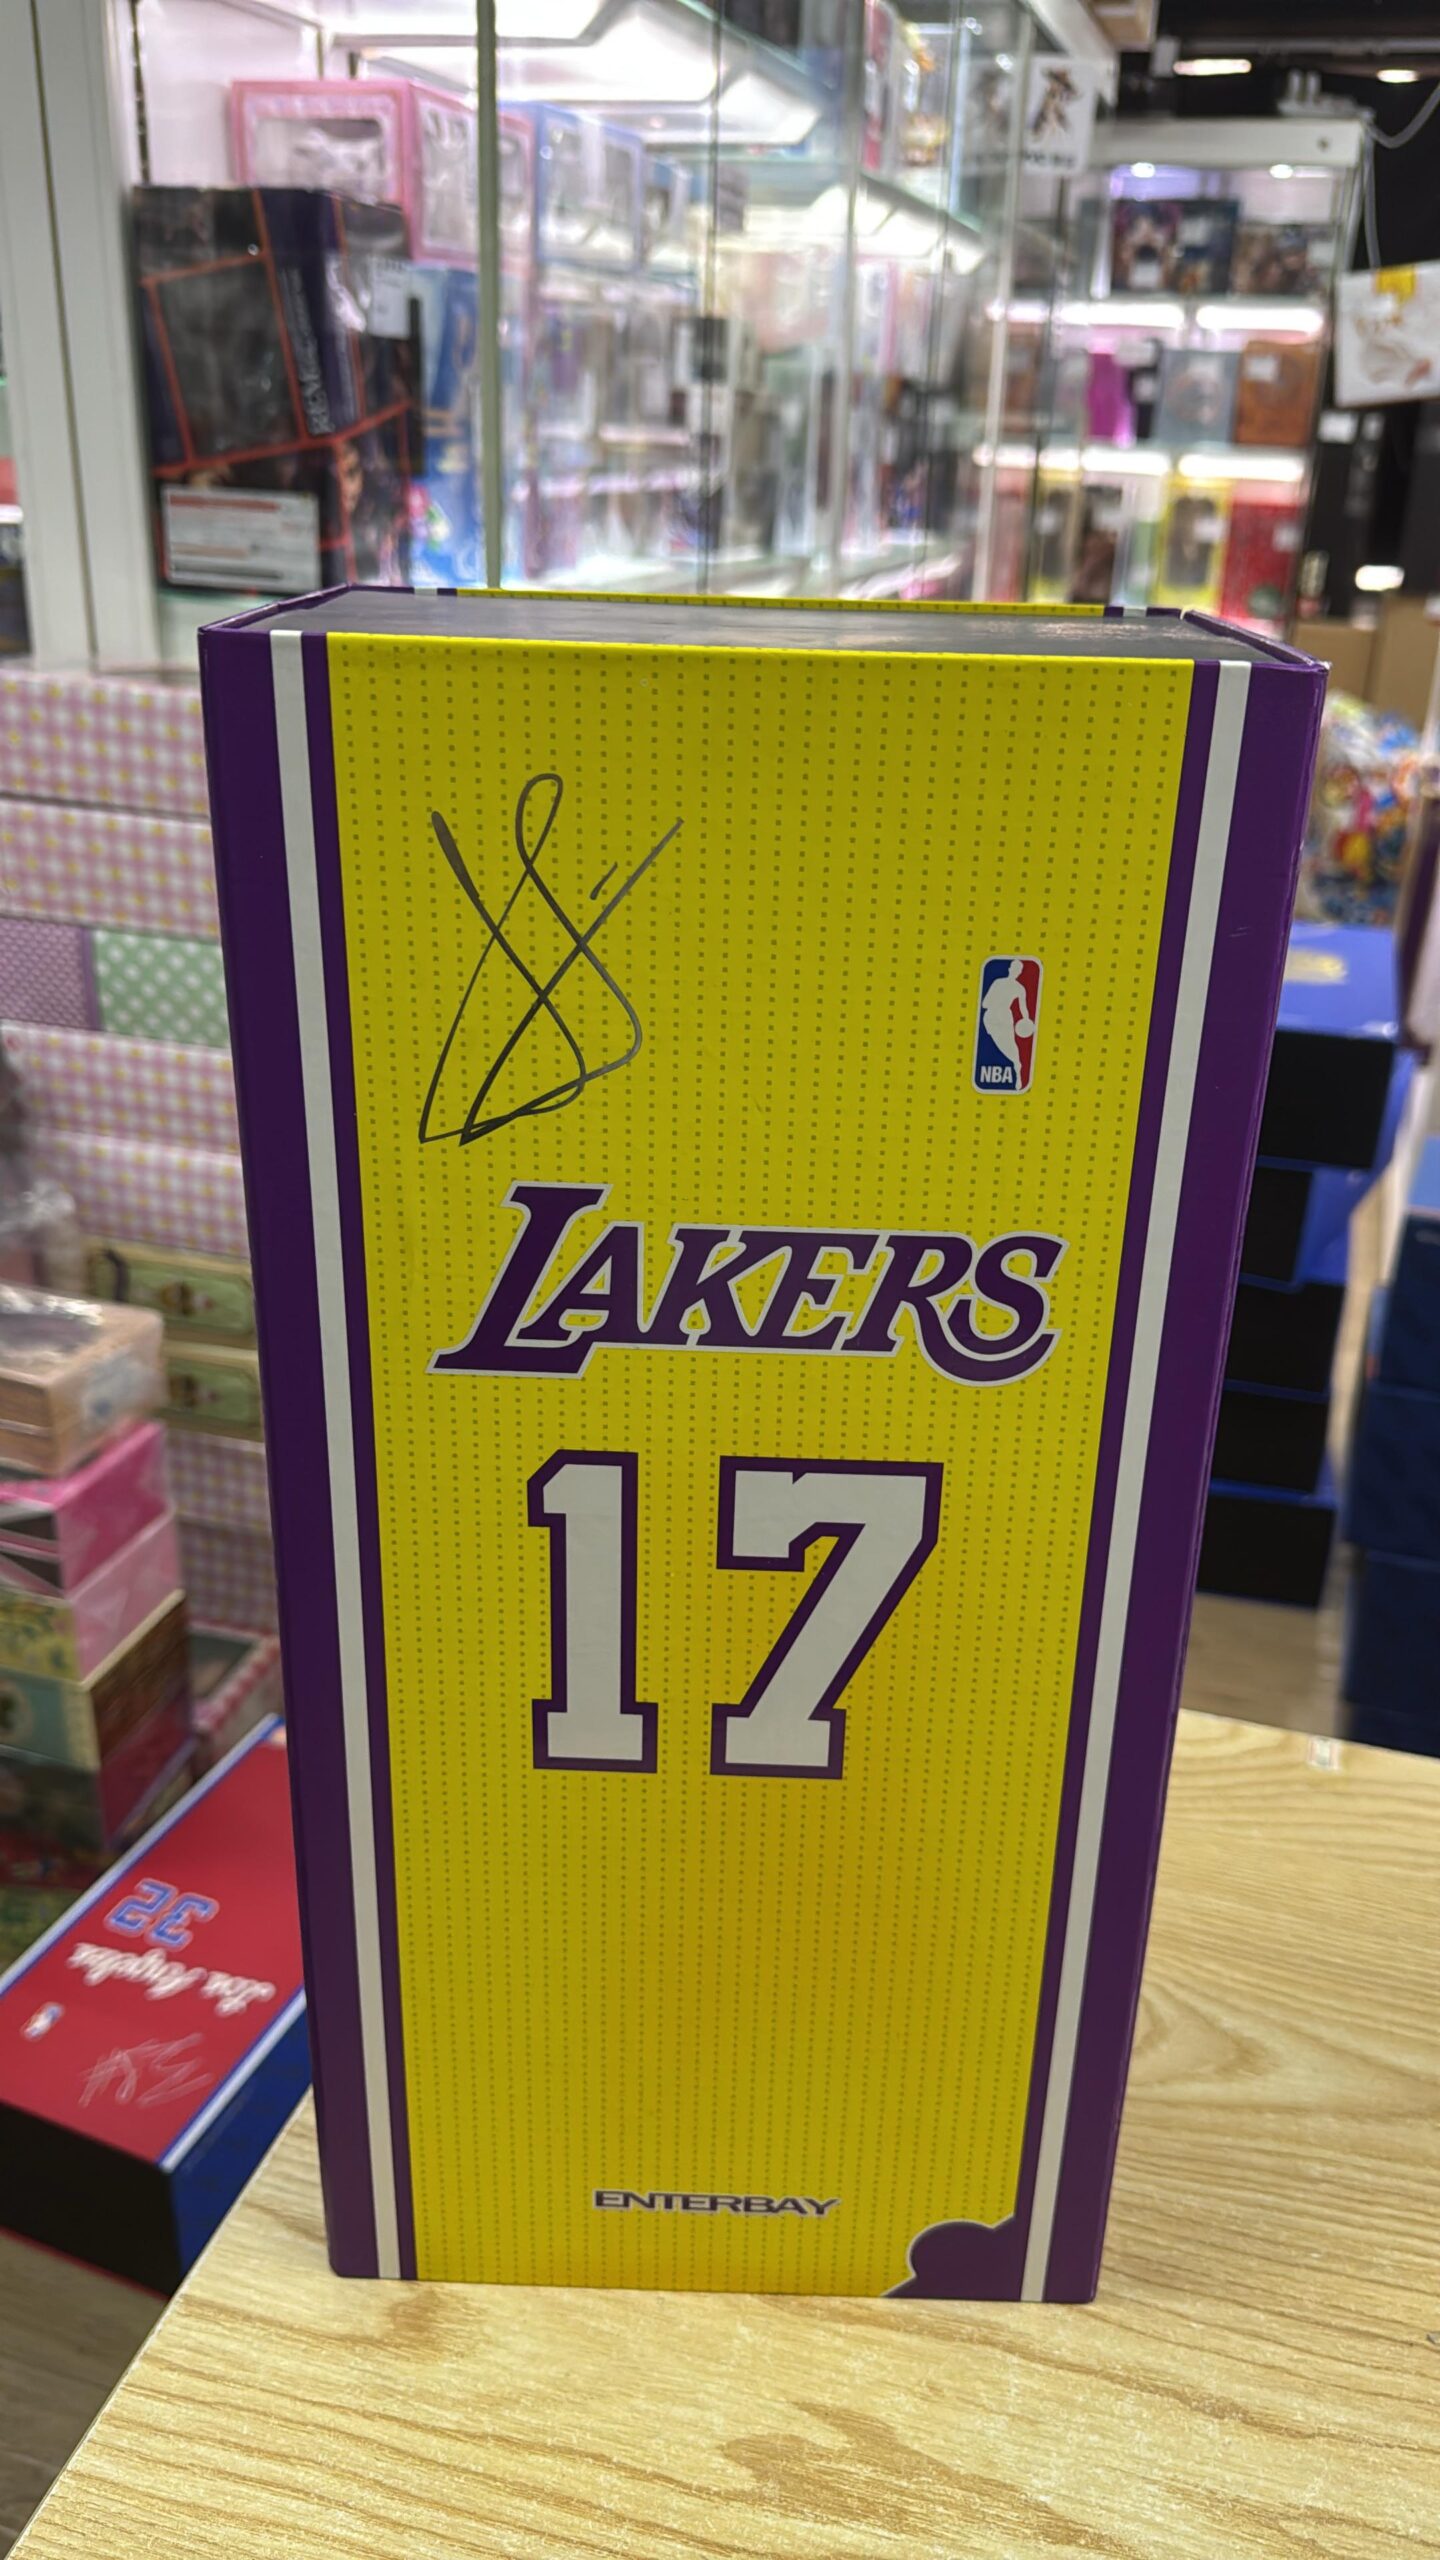 NBA
LAKERS
17
ENTERBAY
32
Los Angeles